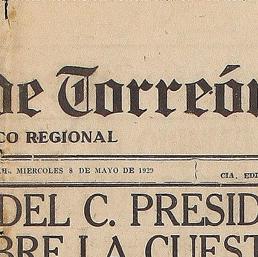 de Torreón
CO REGIONAL
MIERCOLES 8 DE MAYO DE 1929
CIA. EDI
DEL C. PRESID
BRE LA CUEST